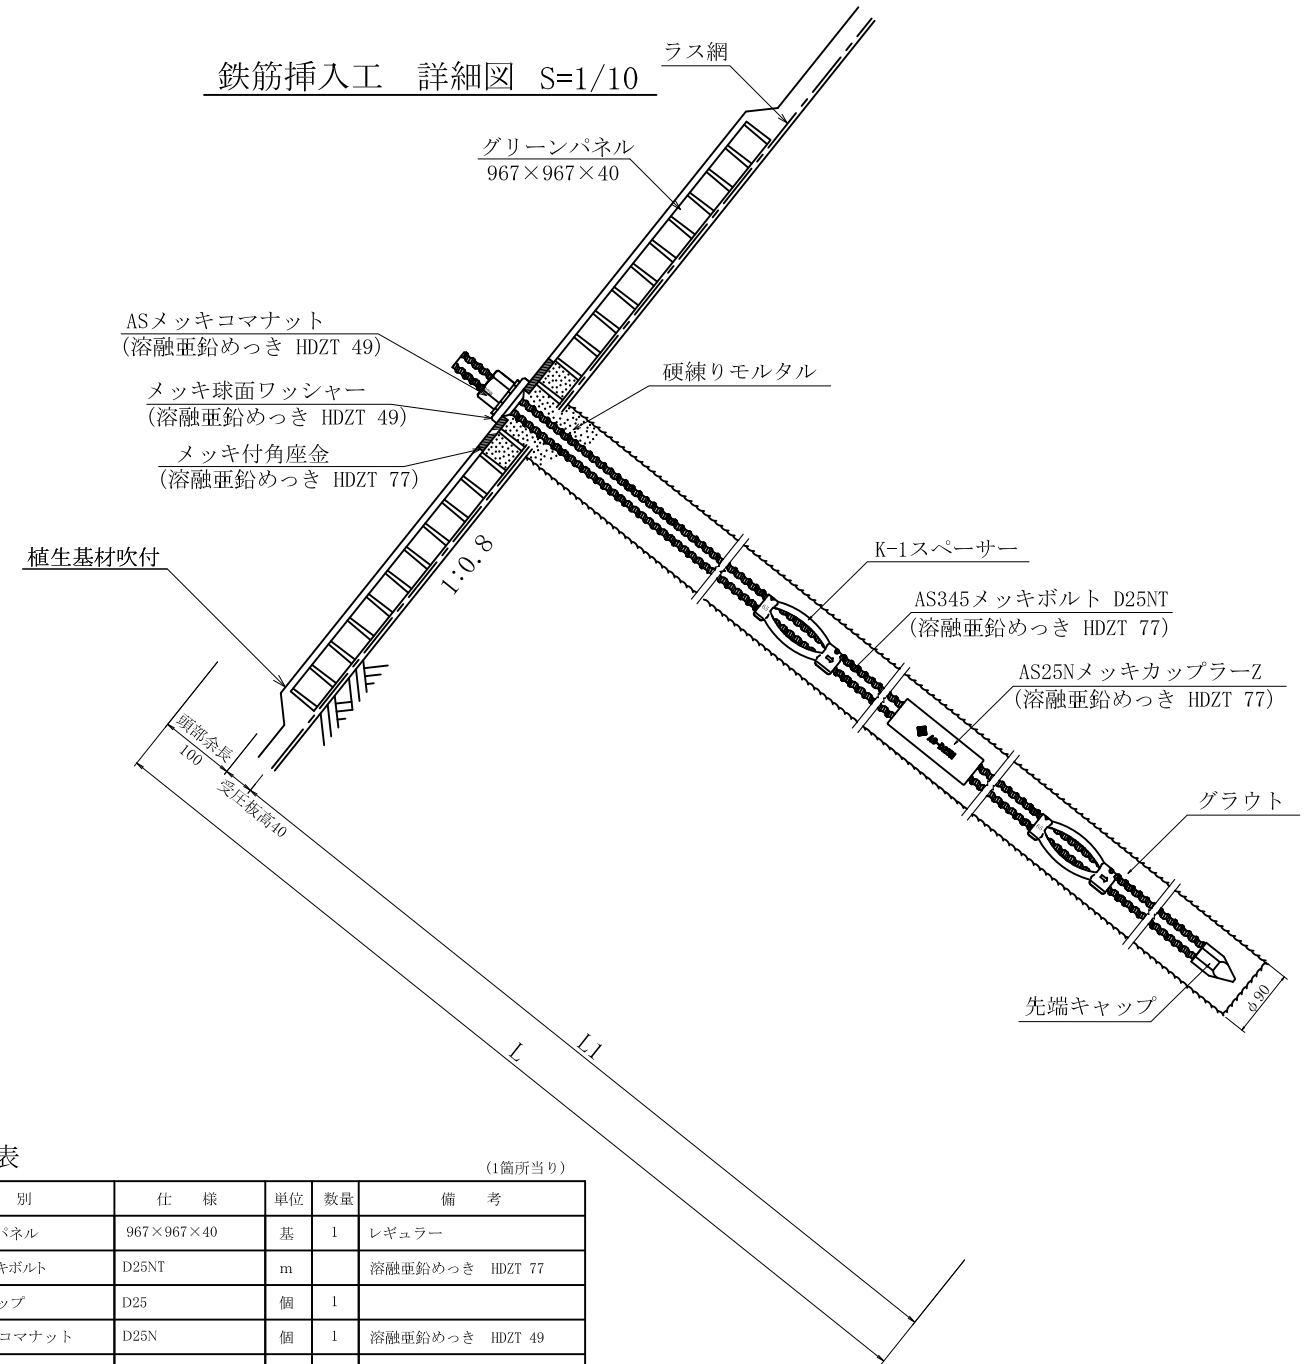 鉄筋挿入工　詳細図　S=1/10
ラス網
グリーンパネル
967×967×40
ASメッキコマナット
(溶融亜鉛めっき HDZT 49)
メッキ球面ワッシャー
(溶融亜鉛めっき HDZT 49)
メッキ付角座金
(溶融亜鉛めっき HDZT 77)
硬練りモルタル
植生基材吹付
1:0.8
K-1スペーサー
AS345メッキボルト D25NT
(溶融亜鉛めっき HDZT 77)
AS25NメッキカップラーZ
(溶融亜鉛めっき HDZT 77)
グラウト
先端キャップ
φ90
頭部余長
100
受圧板高40
L1
L
表
(1箇所当り)
別　仕　様　単位　数量　備　考
パネル　967×967×40　基　1　レギュラー
キボルト　D25NT　m　溶融亜鉛めっき　HDZT 77
ップ　D25　個　1
コマナット　D25N　個　1　溶融亜鉛めっき　HDZT 49